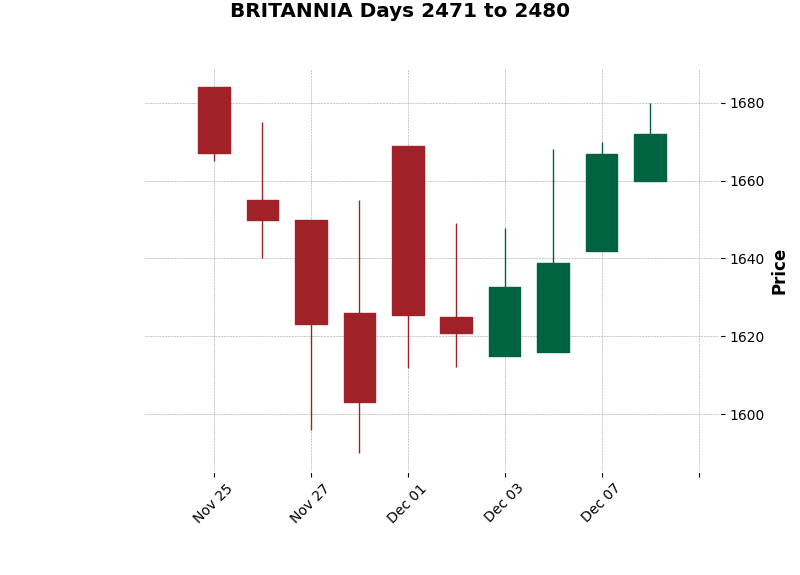 BRITANNIA Days 2471 to 2480
1680
1660
1640
1620
1600
Price
Nov 25
Nov 27
Dec 01
Dec 03
Dec 07